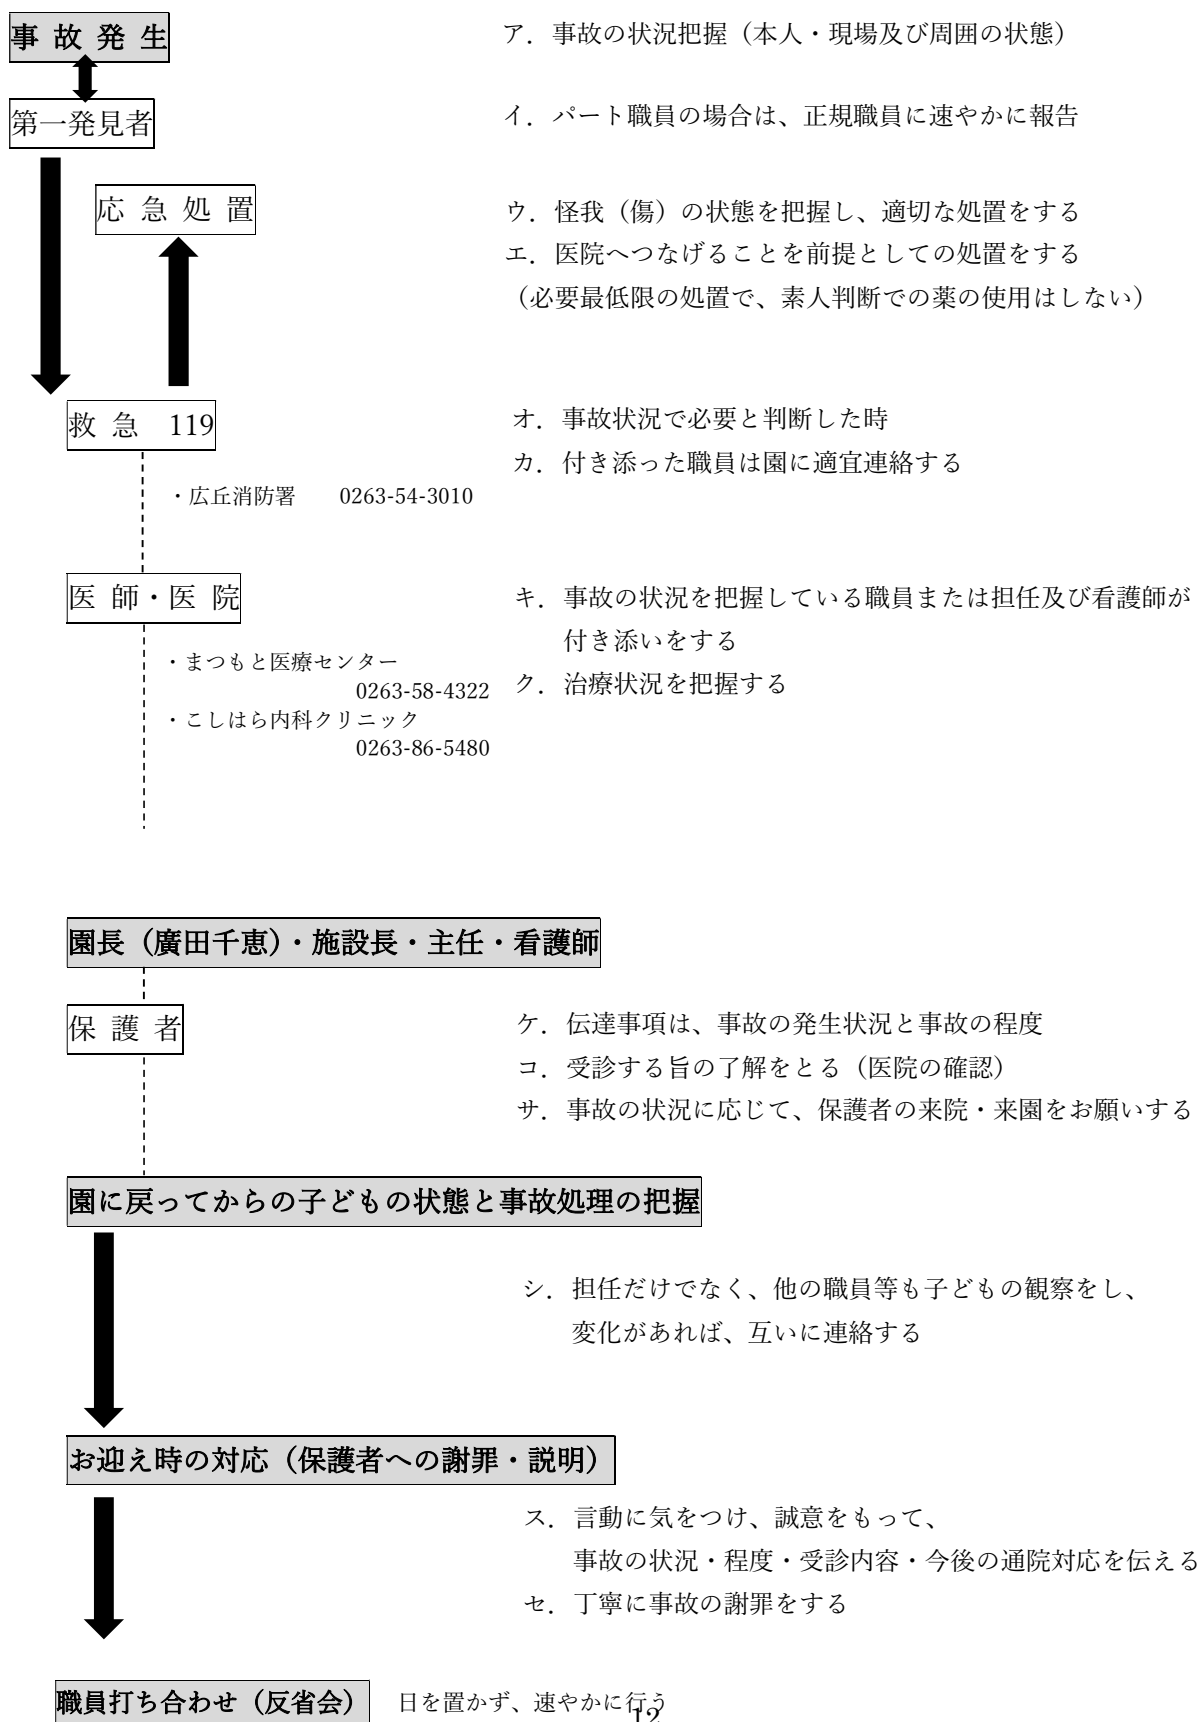 事 故 発 生
ア．事故の状況把握（本人・現場及び周囲の状態）
第一発見者
イ．パート職員の場合は、正規職員に速やかに報告
応 急 処 置
ウ．怪我（傷）の状態を把握し、適切な処置をする
エ．医院へつなげることを前提としての処置をする
（必要最低限の処置で、素人判断での薬の使用はしない）
救 急　119
オ．事故状況で必要と判断した時
カ．付き添った職員は園に適宜連絡する
・広丘消防署　　0263-54-3010
医 師・医 院
キ．事故の状況を把握している職員または担任及び看護師が
付き添いをする
ク．治療状況を把握する
・まつもと医療センター
0263-58-4322
・こしはら内科クリニック
0263-86-5480
園長（廣田千恵）・施設長・主任・看護師
保 護 者
ケ．伝達事項は、事故の発生状況と事故の程度
コ．受診する旨の了解をとる（医院の確認）
サ．事故の状況に応じて、保護者の来院・来園をお願いする
園に戻ってからの子どもの状態と事故処理の把握
シ．担任だけでなく、他の職員等も子どもの観察をし、
変化があれば、互いに連絡する
お迎え時の対応（保護者への謝罪・説明）
ス．言動に気をつけ、誠意をもって、
事故の状況・程度・受診内容・今後の通院対応を伝える
セ．丁寧に事故の謝罪をする
職員打ち合わせ（反省会）　日を置かず、速やかに行う
12